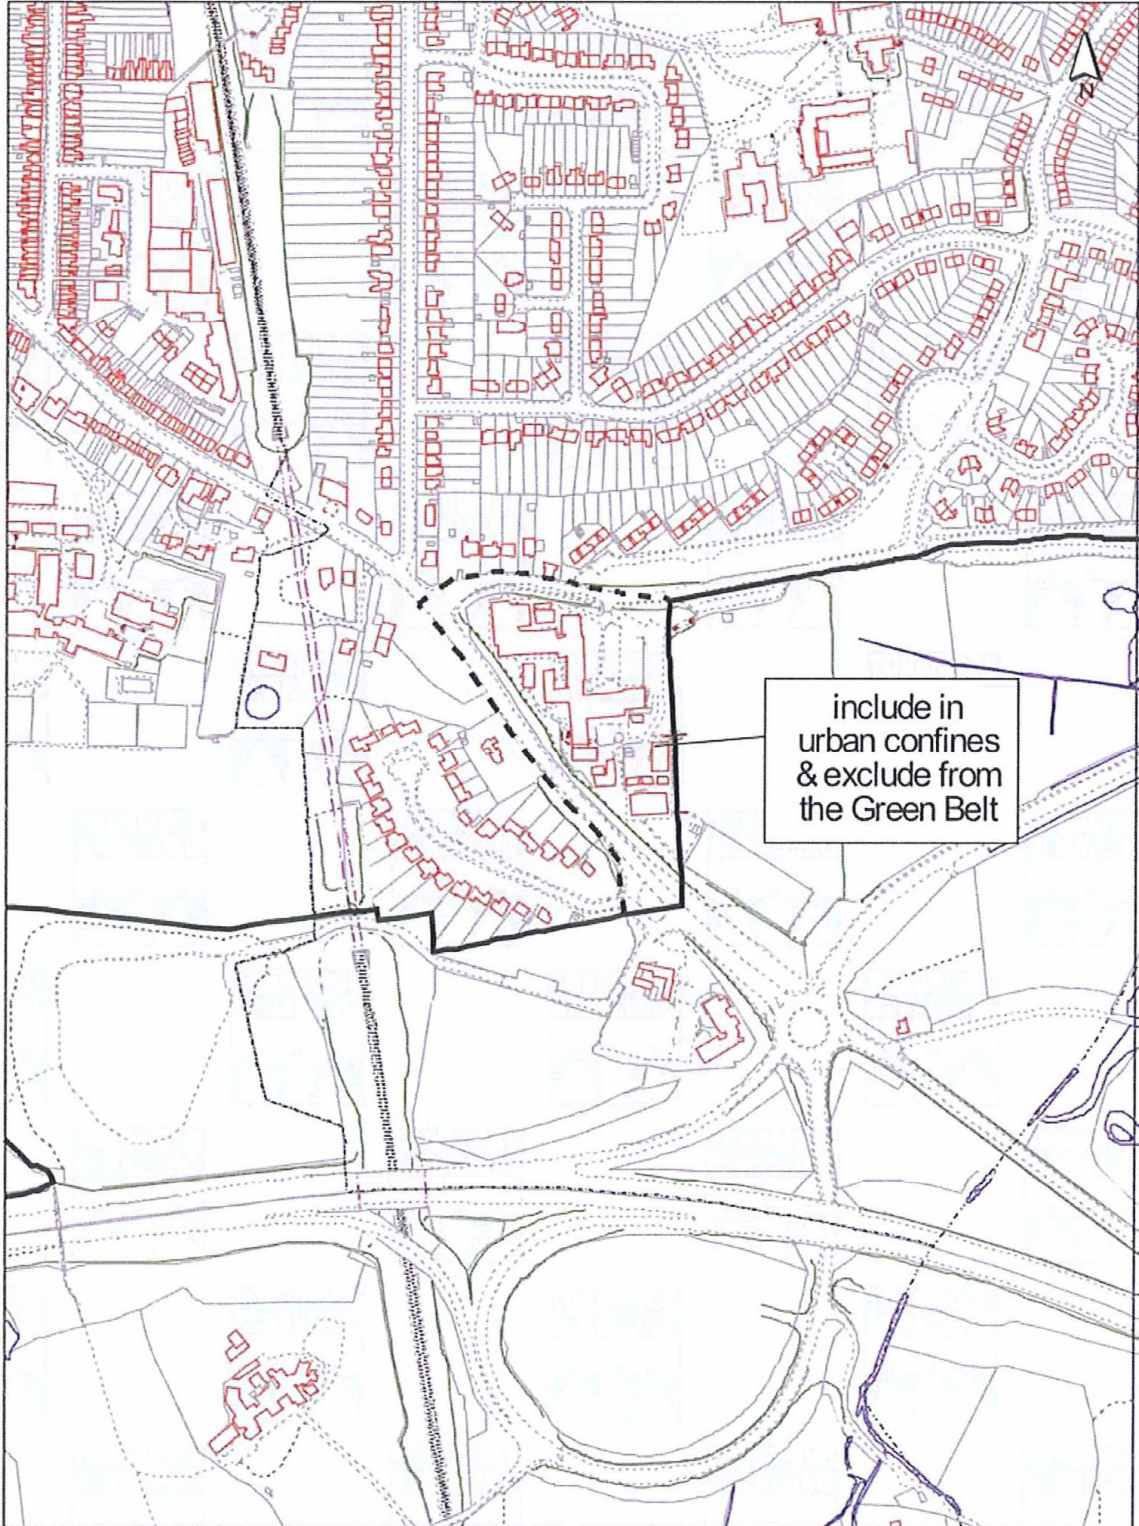 N
include in
urban confines
& exclude from
the Green Belt